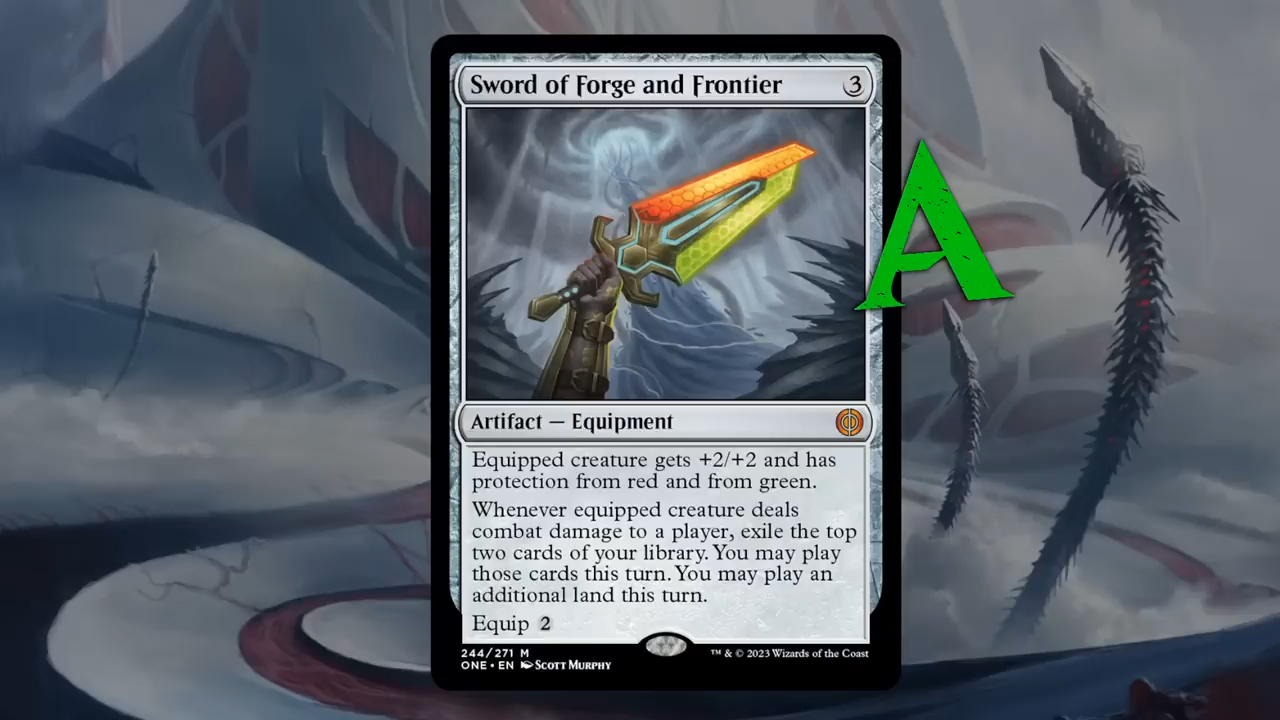 Sword of Forge and Frontier 3
A
Artifact — Equipment
Equipped creature gets +2/+2 and has
protection from red and from green.
Whenever equipped creature deals
combat damage to a player, exile the top
two cards of your library. You may play
those cards this turn. You may play an
additional land this turn.
Equip 2
244/271 M
ONE • EN Scott Murphy
™ & © 2023 Wizards of the Coast